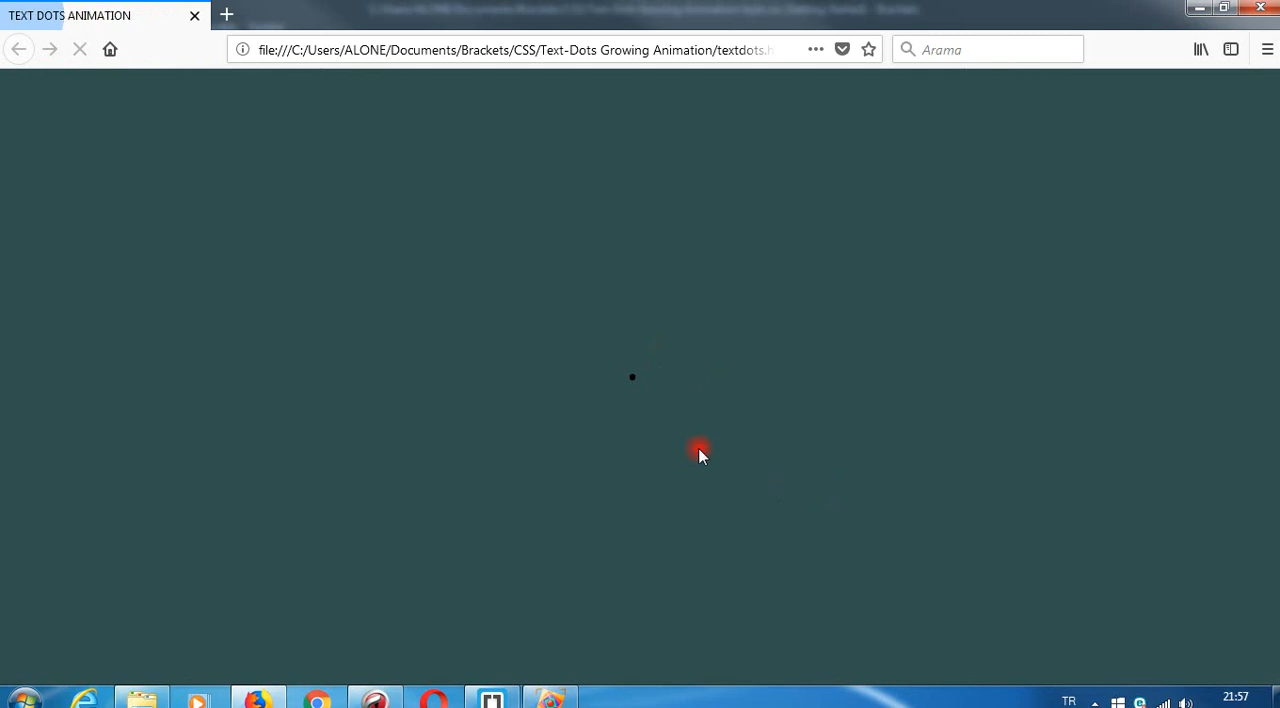 TEXT DOTS ANIMATION
file:///C:/Users/ALONE/Documents/Brackets/CSS/Text-Dots Growing Animation/textdots.h
Arama
TR
21:57